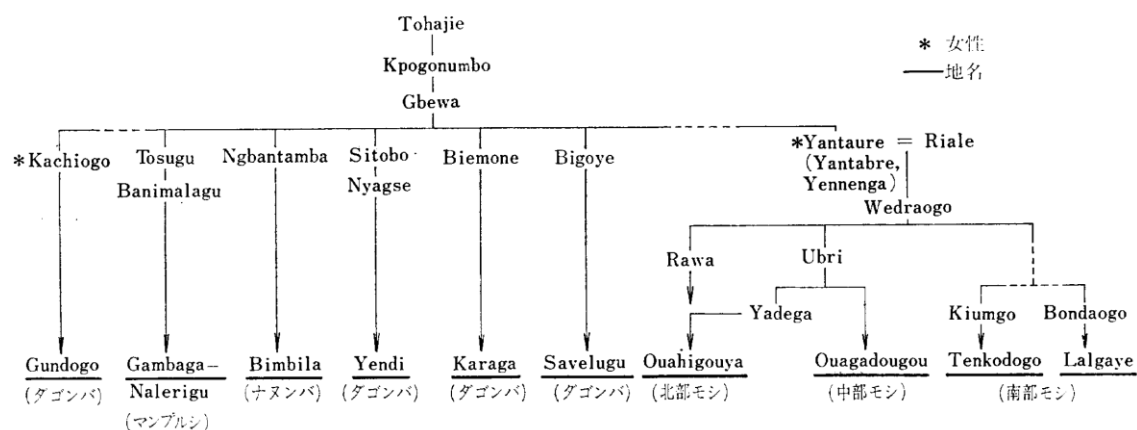 Tohajie
* 女性
Kpogonumbo
—地名
Gbewa
*Kachiogo Tosugu Ngbantamba Sitobo Biemone Bigoye *Yantaure = Riale
Banimalagu Nyagse (Yantabre,
Yennenga)
Wedraogo
Rawa Ubri
Yadega Kiumgo Bondaogo
Gundogo Gambaga– Bimbila Yendi Karaga Savelugu Ouahigouya Ouagadougou Tenkodogo Lalgaye
(ダゴンバ) Nalerigu (ナヌンバ) (ダゴンバ) (ダゴンバ) (ダゴンバ) (北部モシ) (中部モシ) (南部モシ)
(マンプルシ)